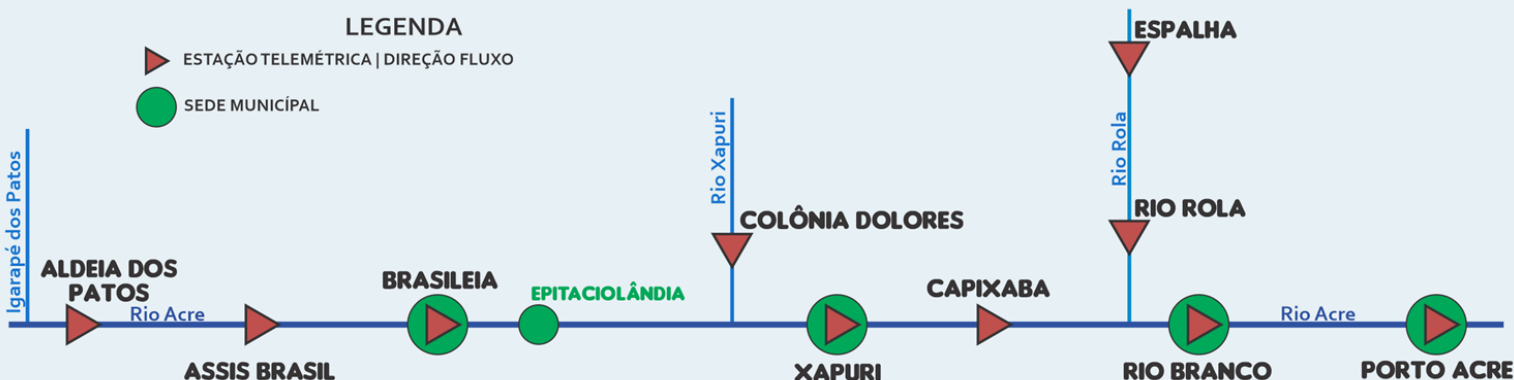 LEGENDA
ESTAÇÃO TELEMÉTRICA | DIREÇÃO FLUXO
SEDE MUNICÍPAL
Igarapé dos Patos
ALDEIA DOS
PATOS
Rio Acre
ASSIS BRASIL
BRASILEIA
EPITACIOLÂNDIA
Rio Xapuri
COLÔNIA DOLORES
XAPURI
CAPIXABA
ESPALHA
Rio Rola
RIO ROLA
RIO BRANCO
Rio Acre
PORTO ACRE